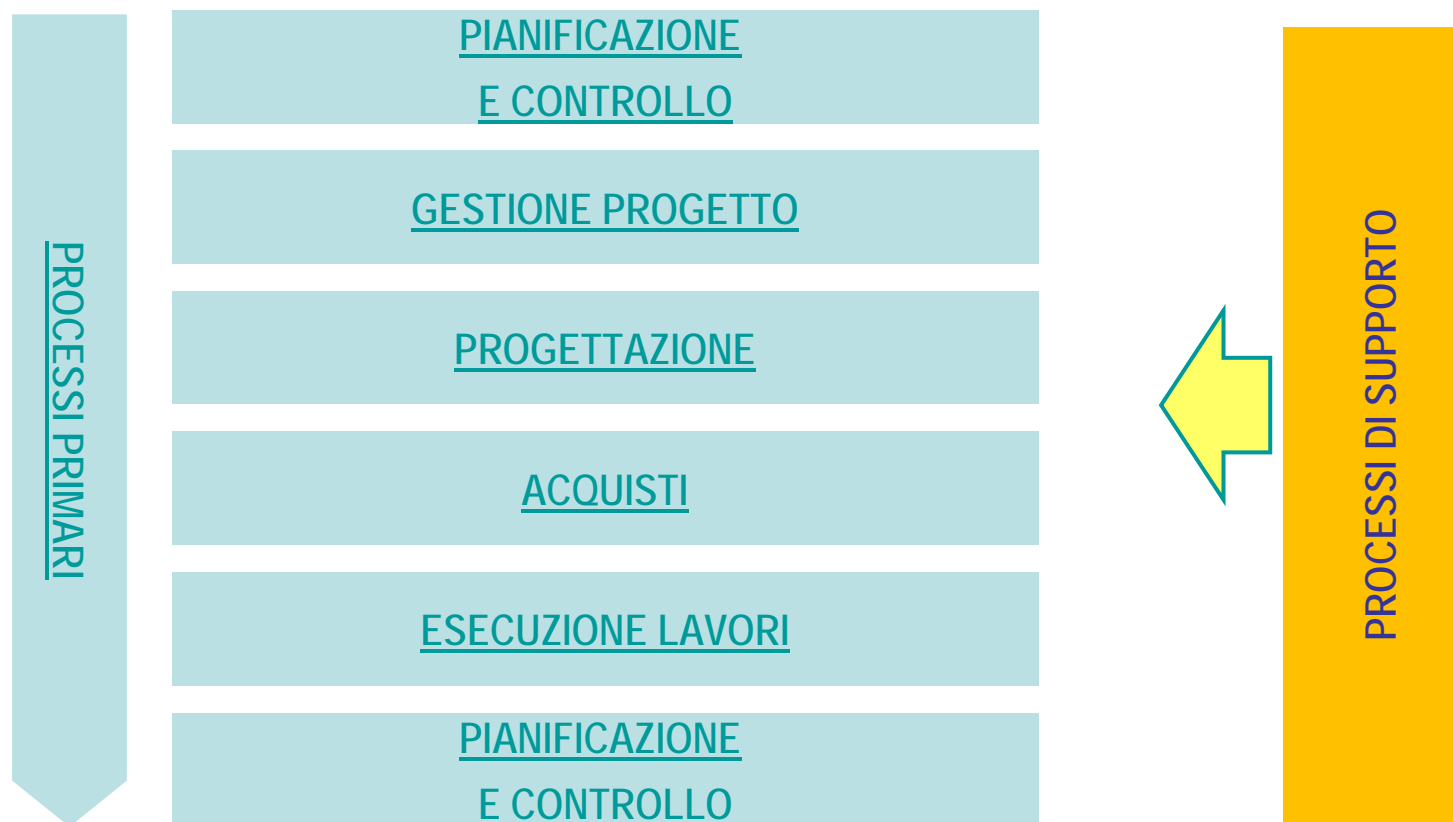 PROCESSI PRIMARI
PIANIFICAZIONE
E CONTROLLO
GESTIONE PROGETTO
PROGETTAZIONE
ACQUISTI
ESECUZIONE LAVORI
PIANIFICAZIONE
E CONTROLLO
PROCESSI DI SUPPORTO